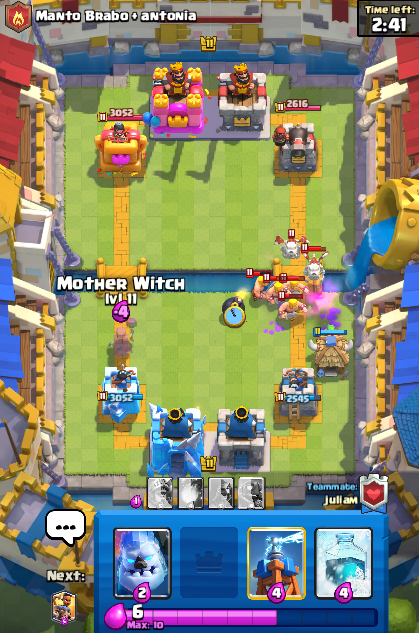 Manto Brabo + antonia
Time left:
2:41
3052
2616
Mother Witch
lvl 11
4
3052
2545
Teammate:
juliaM
...
Next:
2
4
4
6
Max: 10